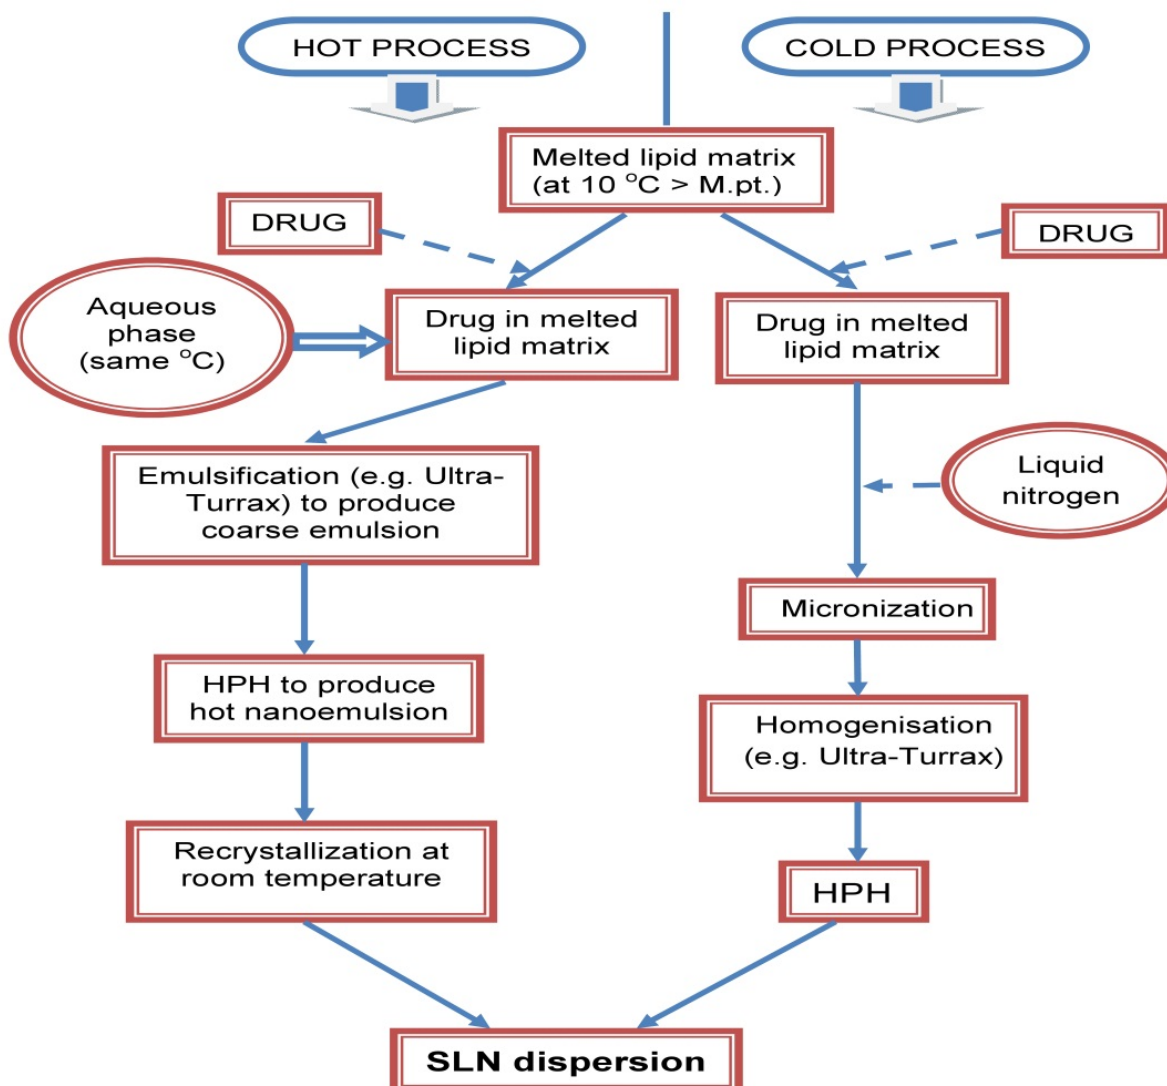 HOT PROCESS
COLD PROCESS
Melted lipid matrix
(at 10 °C > M.pt.)
DRUG
DRUG
Aqueous
phase
(same °C)
Drug in melted
lipid matrix
Drug in melted
lipid matrix
Emulsification (e.g. Ultra-
Turrax) to produce
coarse emulsion
Liquid
nitrogen
Micronization
HPH to produce
hot nanoemulsion
Homogenisation
(e.g. Ultra-Turrax)
Recrystallization at
room temperature
HPH
SLN dispersion